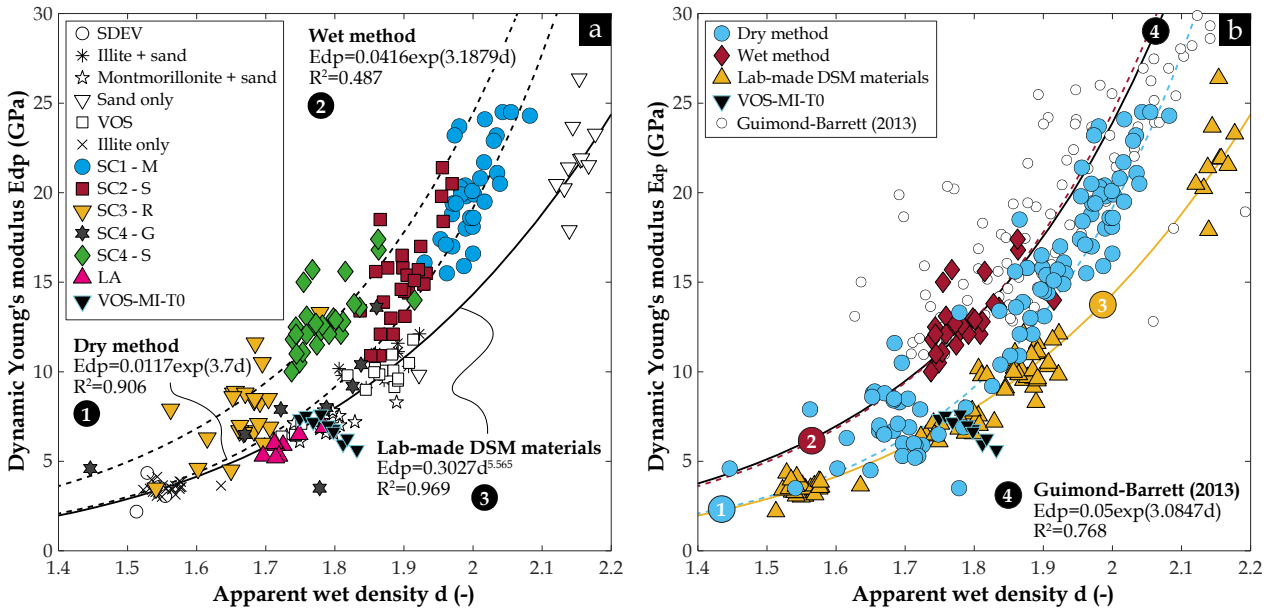 a
Dynamic Young's modulus Edp (GPa)
30
25
20
15
10
5
0
1.4
1.5
1.6
1.7
1.8
1.9
2
2.1
2.2
Apparent wet density d (-)
SDEV
Illite + sand
Montmorillonite + sand
Sand only
VOS
Illite only
SC1 - M
SC2 - S
SC3 - R
SC4 - G
SC4 - S
LA
VOS-MI-T0
Wet method
Edp=0.0416exp(3.1879d)
R²=0.487
2
Dry method
Edp=0.0117exp(3.7d)
R²=0.906
1
Lab-made DSM materials
Edp=0.3027d⁵·⁵⁶⁵
R²=0.969
3
b
Dynamic Young's modulus Edp (GPa)
30
25
20
15
10
5
0
1.4
1.5
1.6
1.7
1.8
1.9
2
2.1
2.2
Apparent wet density d (-)
Dry method
Wet method
Lab-made DSM materials
VOS-MI-T0
Guimond-Barrett (2013)
4
3
2
1
4
Guimond-Barrett (2013)
Edp=0.05exp(3.0847d)
R²=0.768